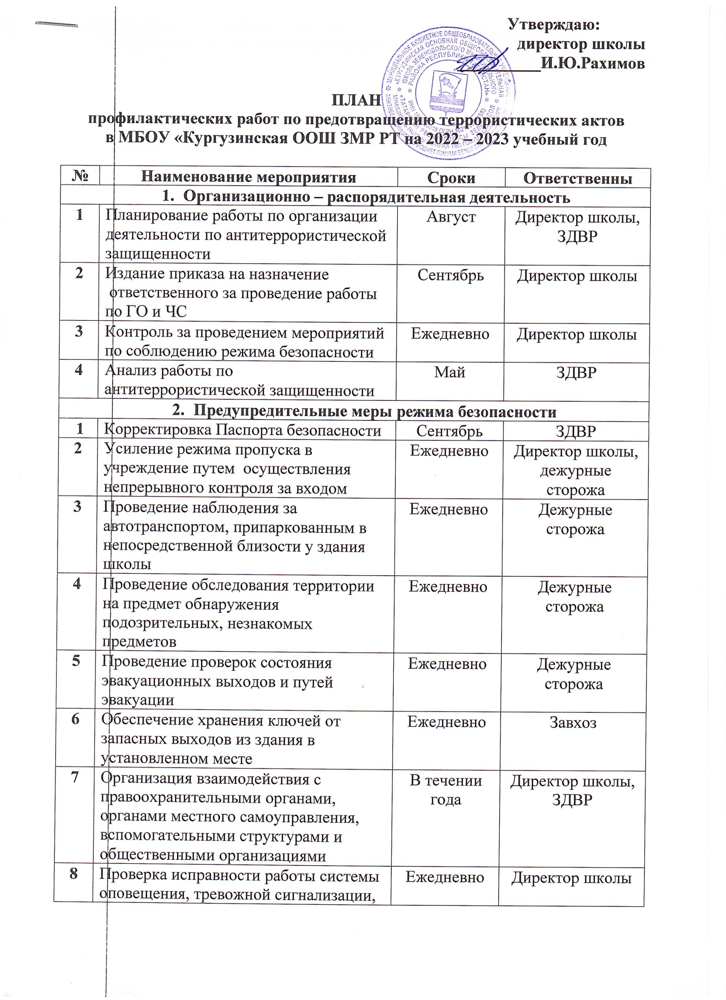 Утверждаю:
директор школы
И.Ю.Рахимов
ПЛАН
профилактических работ по предотвращению террористических актов
в МБОУ «Кургузинская ООШ ЗМР РТ на 2022 – 2023 учебный год
№ Наименование мероприятия Сроки Ответственны
1. Организационно – распорядительная деятельность
1 Планирование работы по организации Август Директор школы,
деятельности по антитеррористической ЗДВР
защищенности
2 Издание приказа на назначение Сентябрь Директор школы
ответственного за проведение работы
по ГО и ЧС
3 Контроль за проведением мероприятий Ежедневно Директор школы
по соблюдению режима безопасности
4 Анализ работы по Май ЗДВР
антитеррористической защищенности
2. Предупредительные меры режима безопасности
1 Корректировка Паспорта безопасности Сентябрь ЗДВР
2 Усиление режима пропуска в Ежедневно Директор школы,
учреждение путем осуществления дежурные
непрерывного контроля за входом сторожа
3 Проведение наблюдения за Ежедневно Дежурные
автотранспортом, припаркованным в сторожа
непосредственной близости у здания
школы
4 Проведение обследования территории Ежедневно Дежурные
на предмет обнаружения сторожа
подозрительных, незнакомых
предметов
5 Проведение проверок состояния Ежедневно Дежурные
эвакуационных выходов и путей сторожа
эвакуации
6 Обеспечение хранения ключей от Ежедневно Завхоз
запасных выходов из здания в
установленном месте
7 Организация взаимодействия с В течении Директор школы,
правоохранительными органами, года ЗДВР
органами местного самоуправления,
вспомогательными структурами и
общественными организациями
8 Проверка исправности работы системы Ежедневно Директор школы
оповещения, тревожной сигнализации,
МУНИЦИПАЛЬНОЕ БЮДЖЕТНОЕ ОБЩЕОБРАЗОВАТЕЛЬНОЕ
«КУРГУЗИНСКАЯ ОСНОВНАЯ ОБЩЕОБРАЗОВАТЕЛЬНАЯ
ШКОЛА ЗЕЛЕНОДОЛЬСКОГО МУНИЦИПАЛЬНОГО
РАЙОНА РЕСПУБЛИКИ ТАТАРСТАН»